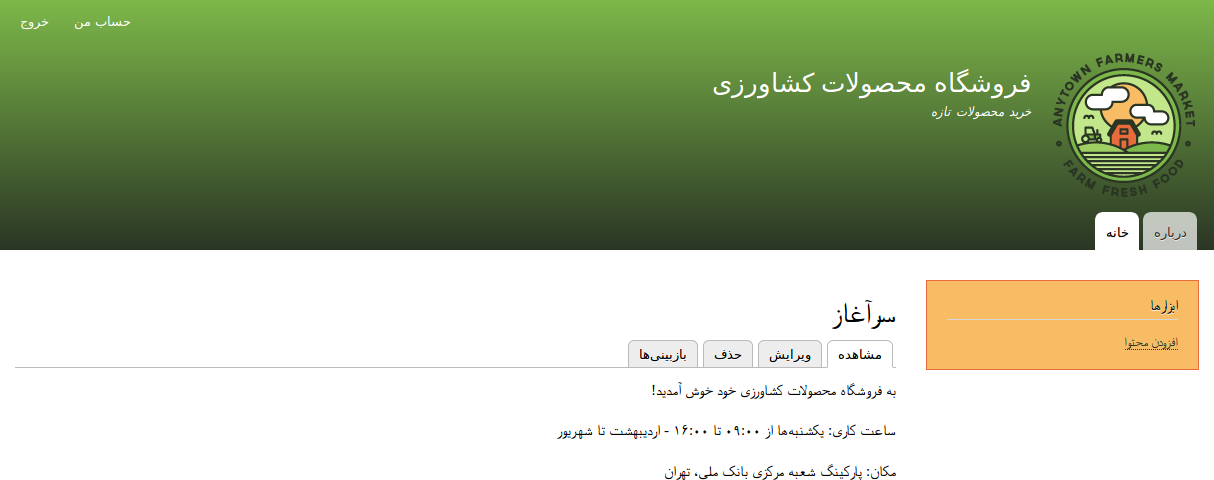 حساب من
خروج
ANYTOWN FARMERS MARKET
FARM FRESH FOOD
فروشگاه محصولات کشاورزی
خرید محصولات تازه
درباره
خانه
ابزارها
افزودن محتوا
سرآغاز
مشاهده
ویرایش
حذف
بازبینی‌ها
به فروشگاه محصولات کشاورزی خود خوش آمدید!
ساعت کاری: یکشنبه‌ها از ۰۹:۰۰ تا ۱۶:۰۰ - اردیبهشت تا شهریور
مکان: پارکینگ شعبه مرکزی بانک ملی، تهران